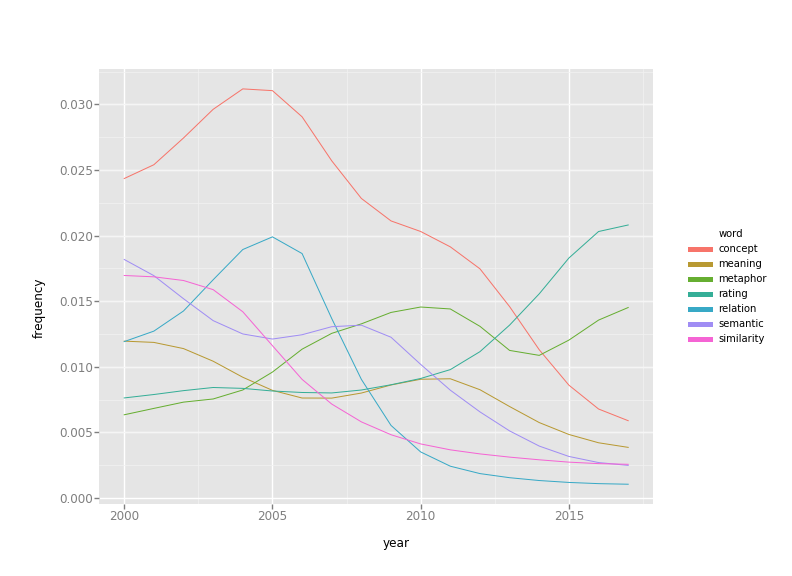 0.030
0.025
0.020
0.015
0.010
0.005
0.000
frequency
2000 2005 2010 2015
year
word
concept
meaning
metaphor
rating
relation
semantic
similarity